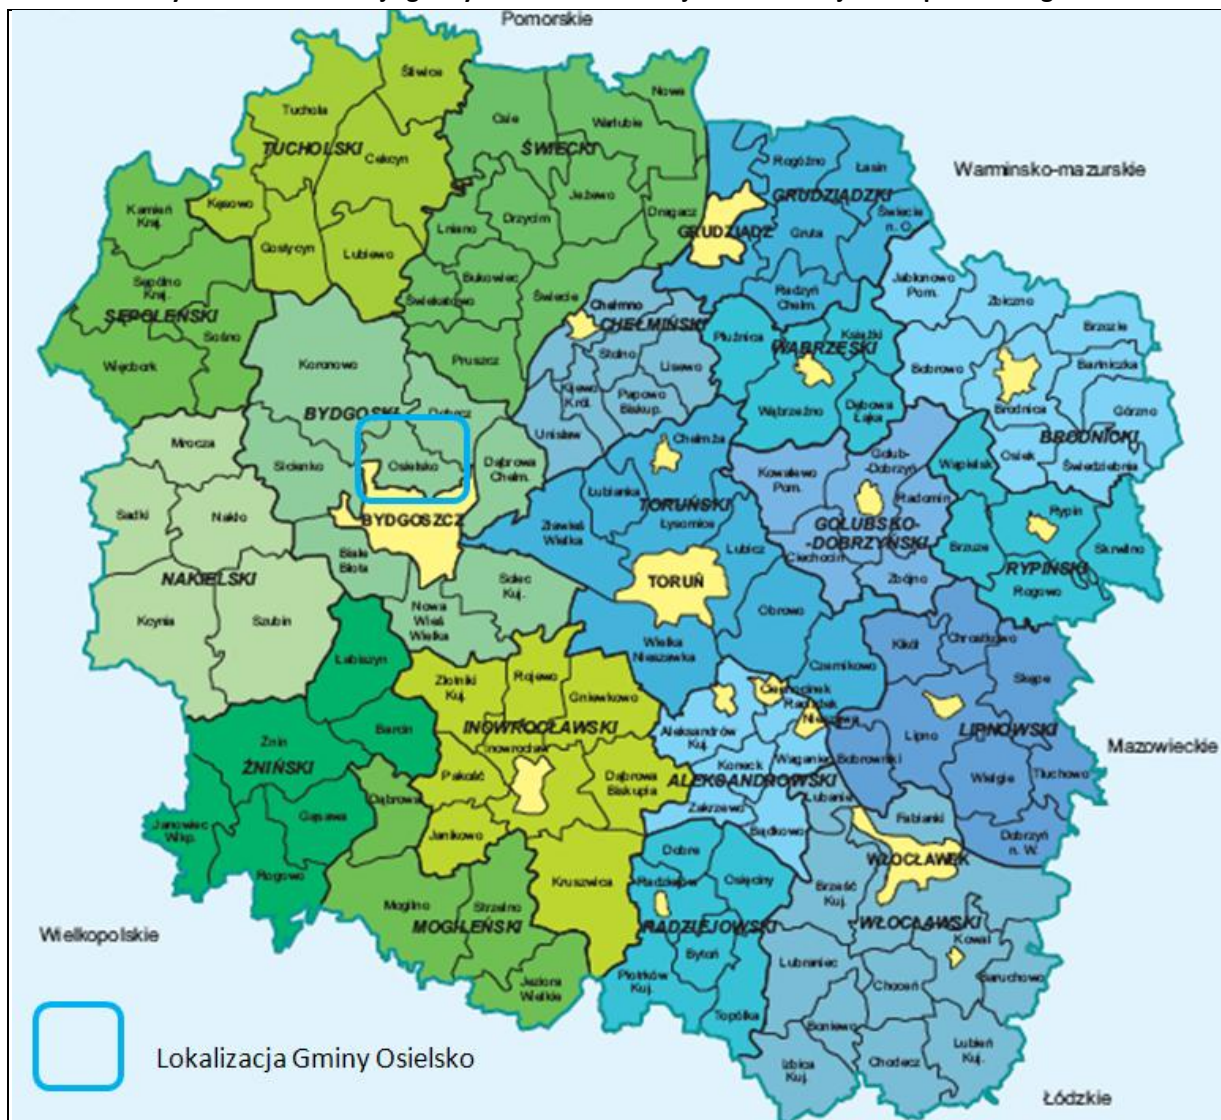 Pomorskie
Śliwice
Tuchola
TUCHOLSKI
Cekcyn
Kęsowo
Gostycyn
Lubiewo
Nowa
Osie
Warlubie
ŚWIECKI
Jeżewo
Drzycim
Dragacz
Lniano
Bukowiec
Świekatowo
Świecie
Pruszcz
Rogóźno
Łasin
GRUDZIĄDZKI
Świecie
n. O.
GRUDZIĄDZ
Gruta
Radzyń
Chełm.
Warmińsko-mazurskie
Kamień
Kraj.
Sępólno
Kraj.
SĘPOLEŃSKI
Sośno
Więcbork
Koronowo
BYDGOSKI
Dobrcz
Sicienko
Osielsko
Dąbrowa
Chełm.
BYDGOSZCZ
Białe
Błota
Solec
Kuj.
Nowa
Wieś
Wielka
Chełmno
CHEŁMIŃSKI
Stolno
Lisewo
Kijewo
Król.
Papowo
Biskup.
Unisław
Płużnica
Książki
WĄBRZESKI
Wąbrzeźno
Dębowa
Łąka
Jabłonowo
Pom.
Zbiczno
Brzozie
Bobrowo
Bartniczka
Brodnica
Górzno
BRODNICKI
Osiek
Świedziebnia
Mrocza
Sadki
Nakło
NAKIELSKI
Kcynia
Szubin
Chełmża
Łubianka
TORUŃSKI
Łysomice
Zławieś
Wielka
Lubicz
TORUŃ
Obrowo
Wielka
Nieszawka
Czernikowo
Kowalewo
Pom.
Golub-
Dobrzyń
Radomin
GOLUBSKO-
-DOBRZYŃSKI
Ciechocin
Zbójno
Wąpielsk
Rypin
Brzuze
Skrwilno
RYPIŃSKI
Rogowo
Łabiszyn
Barcin
Żnin
ŻNIŃSKI
Gąsawa
Janowiec
Wlkp.
Rogowo
Złotniki
Kuj.
Rojewo
Gniewkowo
INOWROCŁAWSKI
Inowrocław
Pakość
Dąbrowa
Biskupia
Janikowo
Kruszwica
Dąbrowa
Mogilno
Strzelno
MOGILEŃSKI
Jeziora
Wielkie
Ciechocinek
Raciążek
Nieszawa
Aleksandrów
Kuj.
Koneck
Waganiec
ALEKSANDROWSKI
Zakrzewo
Bądkowo
Kikół
Chrostkowo
Skępe
Lipno
LIPNOWSKI
Bobrowniki
Wielgie
Tłuchowo
Dobrzyń
n. W.
Mazowieckie
Dobre
Radziejów
Osięciny
RADZIEJOWSKI
Bytoń
Piotrków
Kuj.
Topólka
Lubanie
Fabianki
WŁOCŁAWEK
Brześć
Kuj.
WŁOCŁAWSKI
Kowal
Lubraniec
Baruchowo
Choceń
Boniewo
Lubień
Kuj.
Chodecz
Izbica
Kuj.
Wielkopolskie
Łódzkie
Lokalizacja Gminy Osielsko